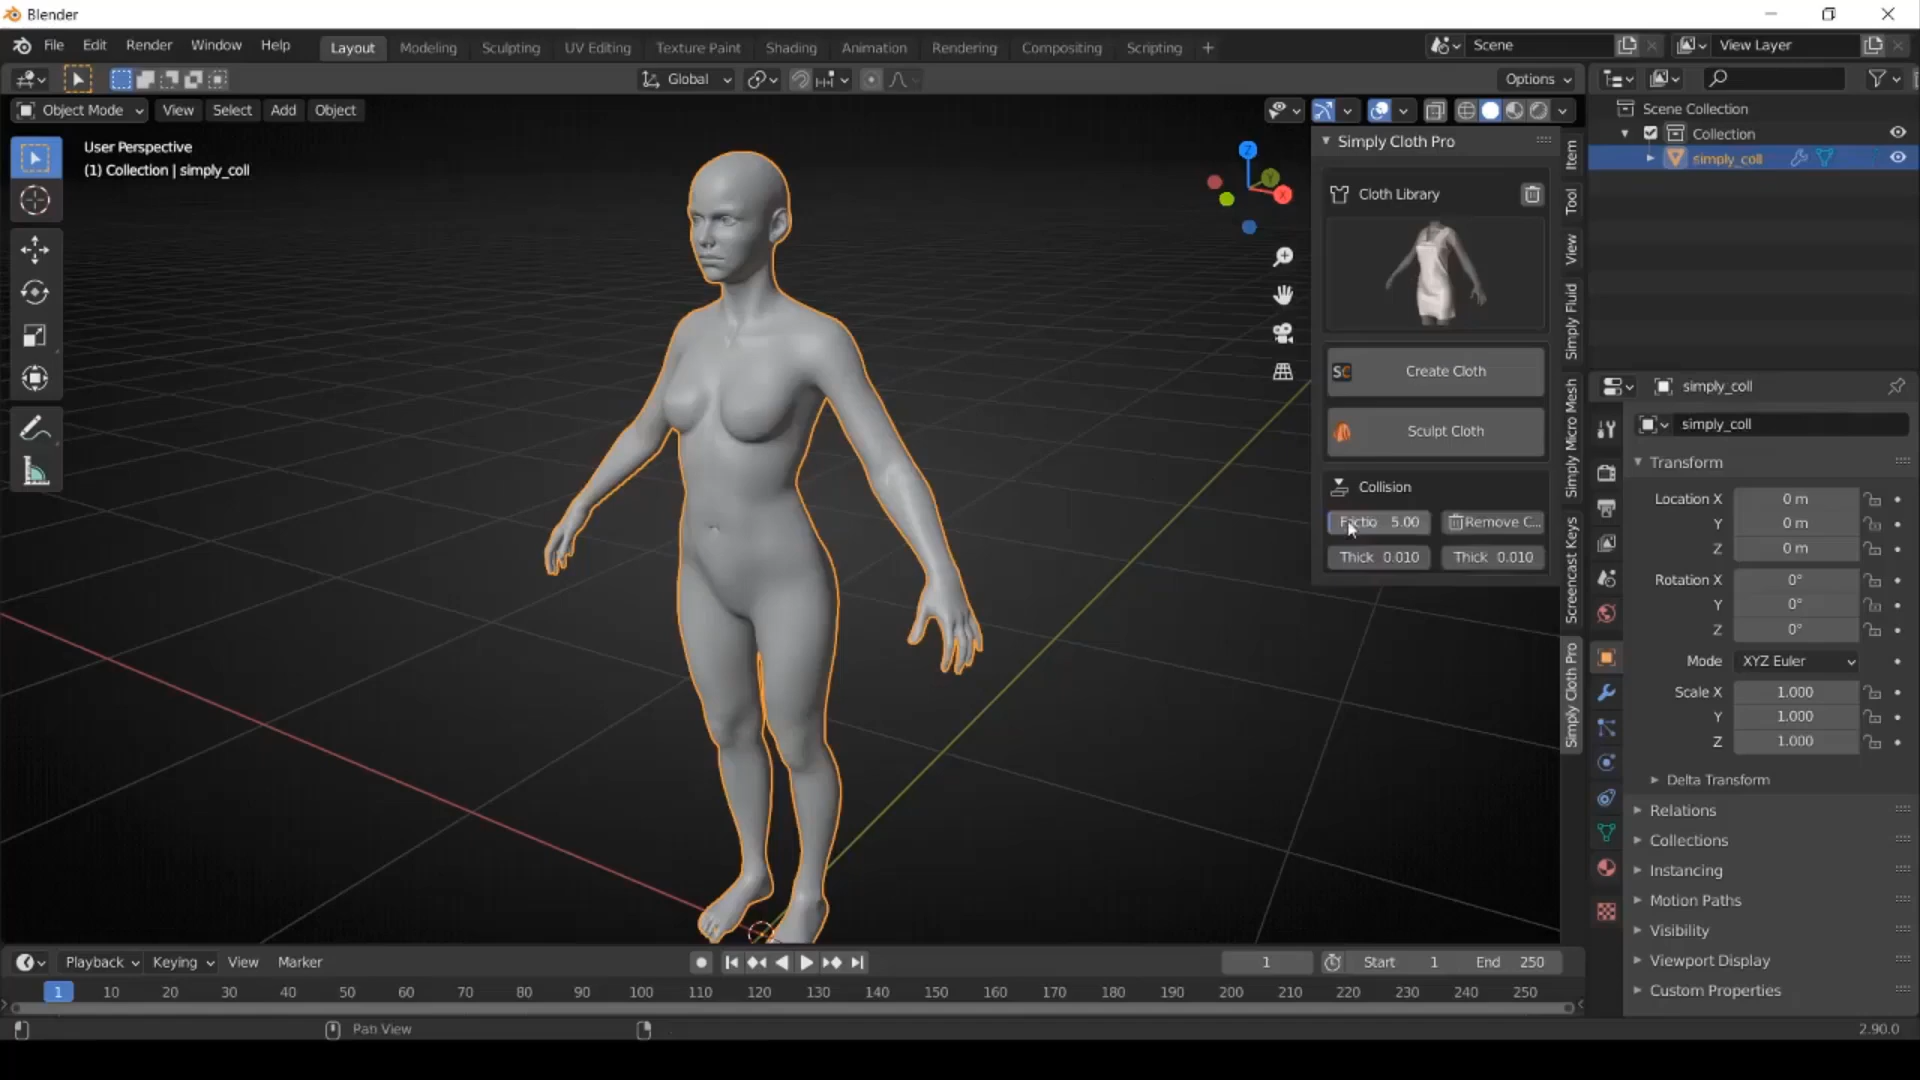 Blender
File Edit Render Window Help
Layout Modeling Sculpting UV Editing Texture Paint Shading Animation Rendering Compositing Scripting +
Scene
View Layer
Global
Options
Object Mode View Select Add Object
User Perspective
(1) Collection | simply_coll
Z
Y
X
Simply Cloth Pro
Cloth Library
SC Create Cloth
Sculpt Cloth
Collision
Frictio 5.00
Remove C...
Thick 0.010
Thick 0.010
Item
Tool
View
Simply Fluid
Simply Micro Mesh
Screencast Keys
Simply Cloth Pro
Scene Collection
Collection
simply_coll
simply_coll
simply_coll
Transform
Location X 0 m
Y 0 m
Z 0 m
Rotation X 0°
Y 0°
Z 0°
Mode XYZ Euler
Scale X 1.000
Y 1.000
Z 1.000
Delta Transform
Relations
Collections
Instancing
Motion Paths
Visibility
Viewport Display
Custom Properties
Playback Keying View Marker
1
Start 1
End 250
1 10 20 30 40 50 60 70 80 90 100 110 120 130 140 150 160 170 180 190 200 210 220 230 240 250
Pan View
2.90.0